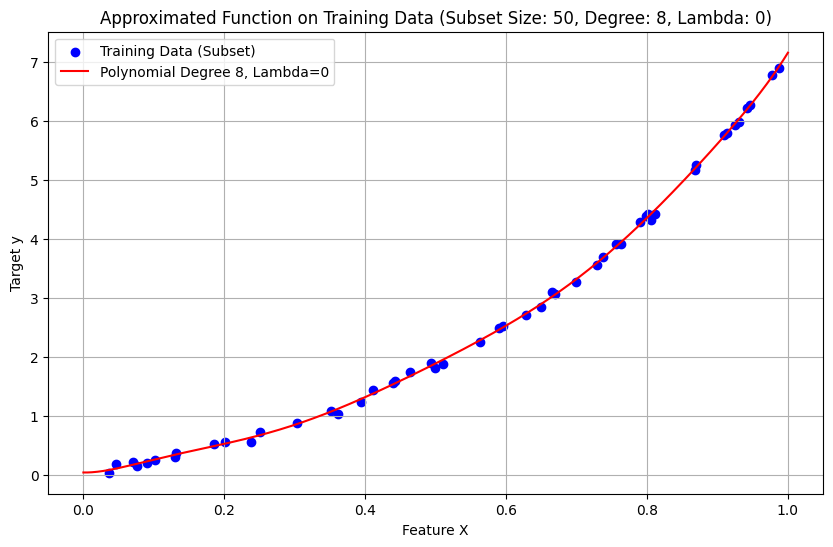 Approximated Function on Training Data (Subset Size: 50, Degree: 8, Lambda: 0)
Training Data (Subset)
Polynomial Degree 8, Lambda=0
7
6
5
4
3
2
1
0
Target y
0.0 0.2 0.4 0.6 0.8 1.0
Feature X